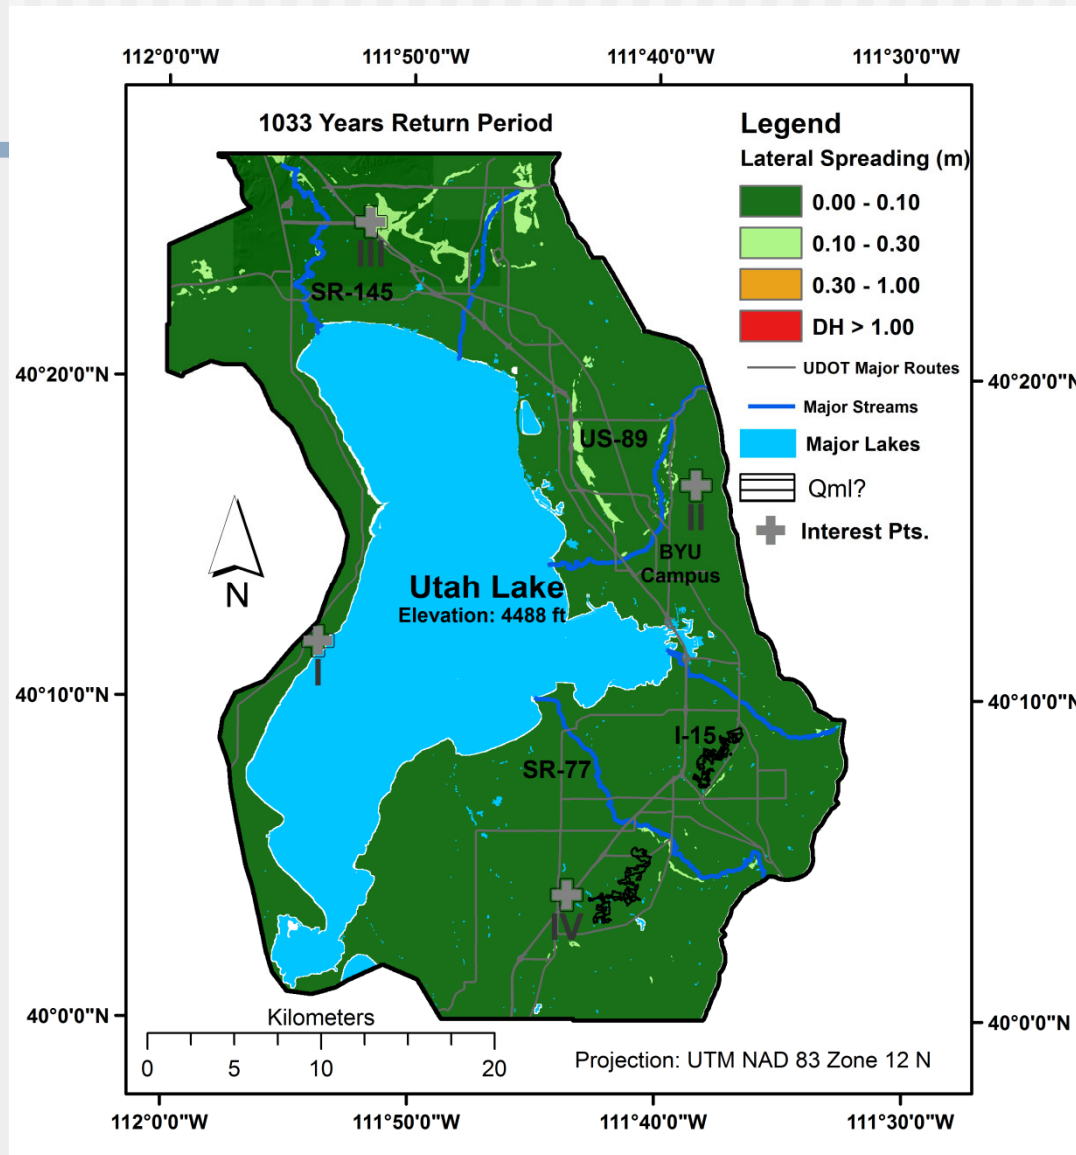 112°0'0"W
111°50'0"W
111°40'0"W
111°30'0"W
1033 Years Return Period
Legend
Lateral Spreading (m)
0.00 - 0.10
0.10 - 0.30
0.30 - 1.00
DH > 1.00
UDOT Major Routes
Major Streams
Major Lakes
Qml?
Interest Pts.
III
SR-145
40°20'0"N
40°20'0"N
US-89
II
BYU
Campus
N
Utah Lake
Elevation: 4488 ft
I
40°10'0"N
40°10'0"N
I-15
SR-77
IV
40°0'0"N
40°0'0"N
Kilometers
0 5 10 20
Projection: UTM NAD 83 Zone 12 N
112°0'0"W
111°50'0"W
111°40'0"W
111°30'0"W